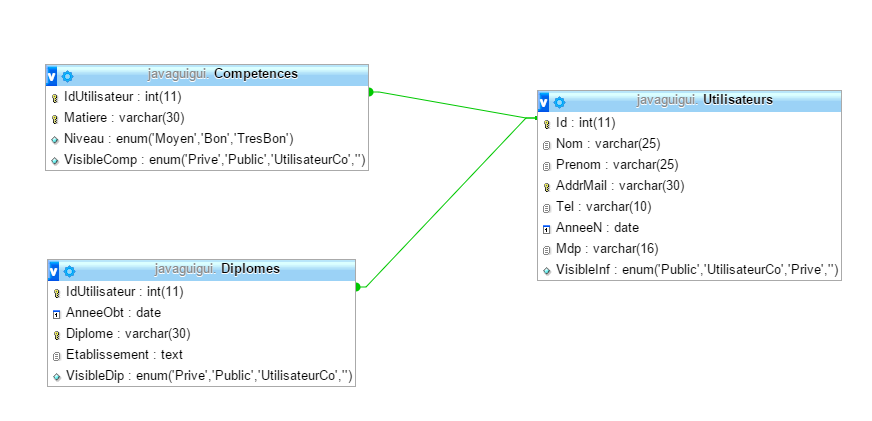 javaguigui. Competences
IdUtilisateur : int(11)
Matiere : varchar(30)
Niveau : enum('Moyen','Bon','TresBon')
VisibleComp : enum('Prive','Public','UtilisateurCo','')
javaguigui. Utilisateurs
Id : int(11)
Nom : varchar(25)
Prenom : varchar(25)
AddrMail : varchar(30)
Tel : varchar(10)
AnneeN : date
Mdp : varchar(16)
VisibleInf : enum('Public','UtilisateurCo','Prive','')
javaguigui. Diplomes
IdUtilisateur : int(11)
AnneeObt : date
Diplome : varchar(30)
Etablissement : text
VisibleDip : enum('Prive','Public','UtilisateurCo','')